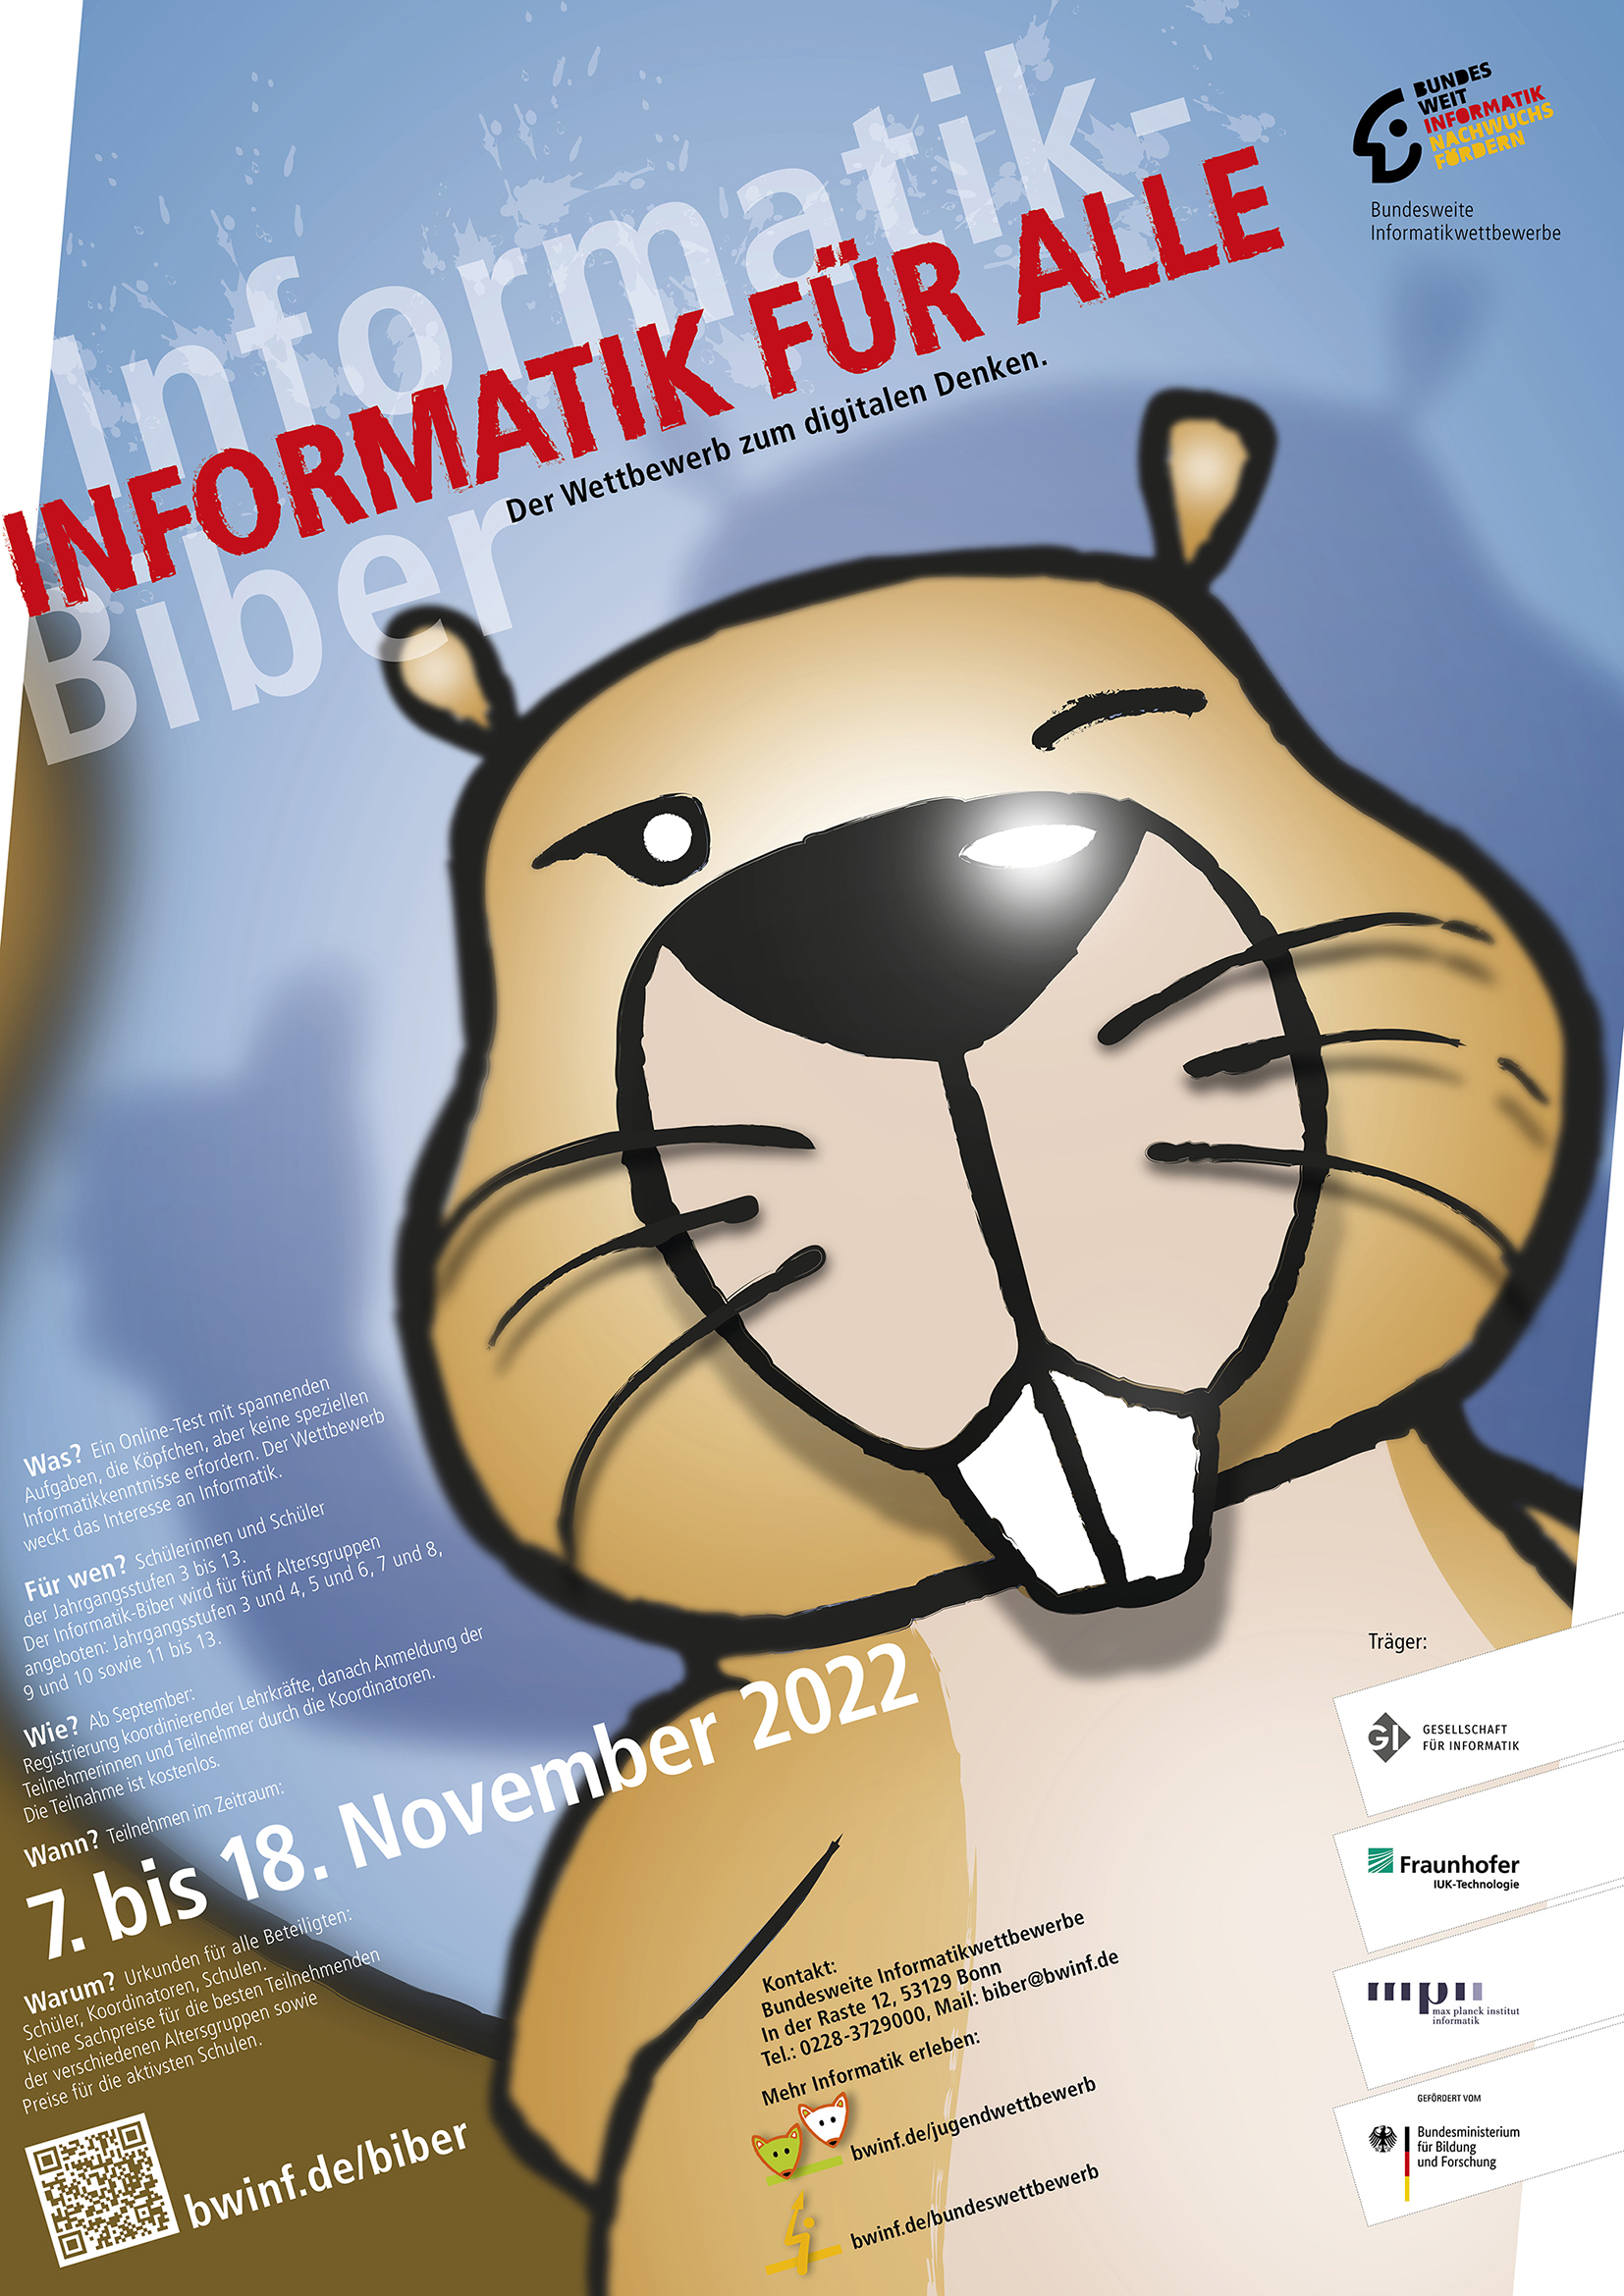 Informatik-
Biber
INFORMATIK FÜR ALLE
Der Wettbewerb zum digitalen Denken.
BUNDES
WEIT
INFORMATIK
NACHWUCHS
FÖRDERN
Bundesweite
Informatikwettbewerbe
Was? Ein Online-Test mit spannenden
Aufgaben, die Köpfchen, aber keine speziellen
Informatikkenntnisse erfordern. Der Wettbewerb
weckt das Interesse an Informatik.
Für wen? Schülerinnen und Schüler
der Jahrgangsstufen 3 bis 13.
Der Informatik-Biber wird für fünf Altersgruppen
angeboten: Jahrgangsstufen 3 und 4, 5 und 6, 7 und 8,
9 und 10 sowie 11 bis 13.
Wie? Ab September:
Registrierung koordinierender Lehrkräfte, danach Anmeldung der
Teilnehmerinnen und Teilnehmer durch die Koordinatoren.
Die Teilnahme ist kostenlos.
Wann? Teilnehmen im Zeitraum:
7. bis 18. November 2022
Warum? Urkunden für alle Beteiligten:
Schüler, Koordinatoren, Schulen.
Kleine Sachpreise für die besten Teilnehmenden
der verschiedenen Altersgruppen sowie
Preise für die aktivsten Schulen.
bwinf.de/biber
Kontakt:
Bundesweite Informatikwettbewerbe
In der Raste 12, 53129 Bonn
Tel.: 0228-3729000, Mail: biber@bwinf.de
Mehr Informatik erleben:
bwinf.de/jugendwettbewerb
bwinf.de/bundeswettbewerb
Träger:
GI
GESELLSCHAFT
FÜR INFORMATIK
Fraunhofer
IUK-Technologie
mpii
max planck institut
informatik
GEFÖRDERT VOM
Bundesministerium
für Bildung
und Forschung